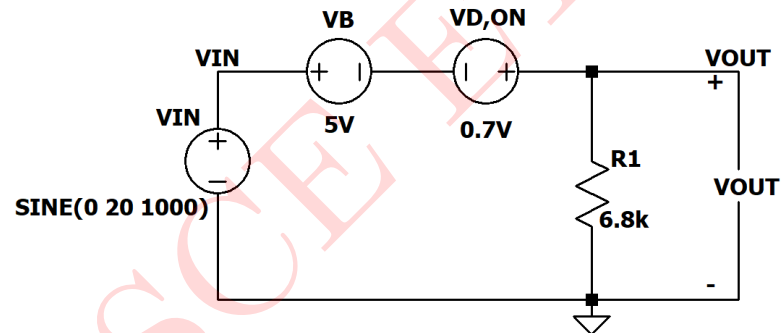 VB
VD,ON
VIN
VOUT
+
+
-
-
+
VIN
5V
0.7V
+
-
R1
VOUT
SINE(0 20 1000)
6.8k
-